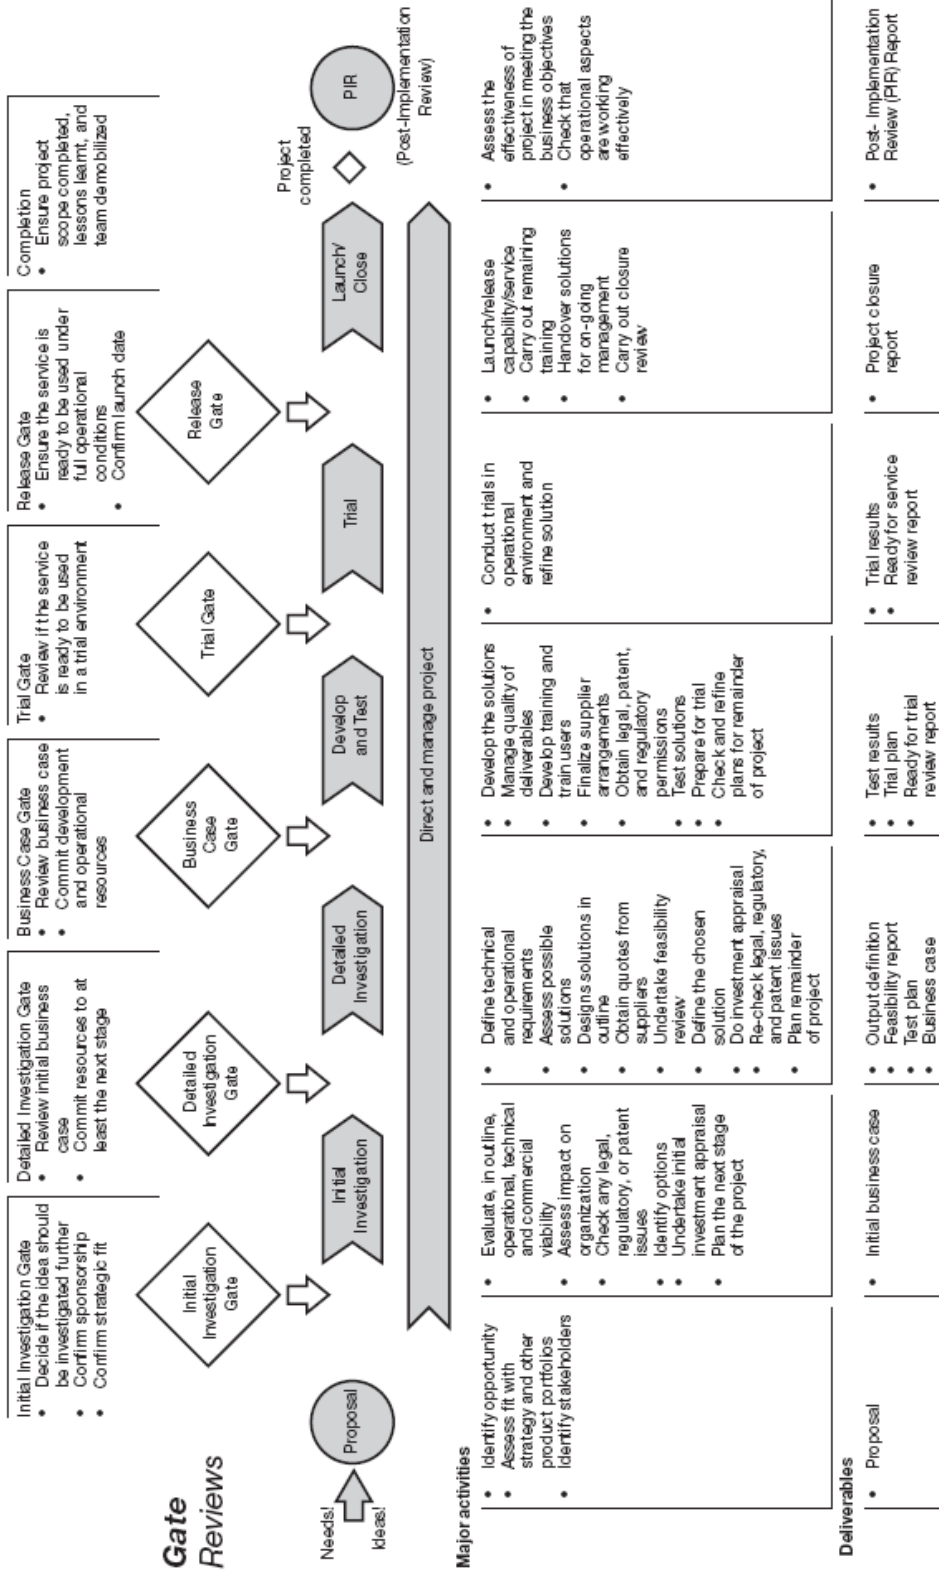 Initial Investigation Gate
• Decide if the idea should
be investigated further
• Confirm sponsorship
• Confirm strategic fit
Detailed Investigation Gate
• Review initial business
case
• Commit resources to at
least the next stage
Business Case Gate
• Review business case
• Commit development
and operational
resources
Trial Gate
• Review if the service
is ready to be used
in a trial environment
Release Gate
• Ensure the service is
ready to be used under
full operational
conditions
• Confirm launch date
Completion
• Ensure project
scope completed,
lessons learnt, and
team demobilized
Gate
Reviews
Initial
Investigation
Gate
Detailed
Investigation
Gate
Business
Case
Gate
Trial Gate
Release
Gate
Project
completed
Needs!
Ideas!
Proposal
Initial
Investigation
Detailed
Investigation
Develop
and Test
Trial
Launch/
Close
PIR
(Post-Implementation
Review)
Direct and manage project
Major activities
• Identify opportunity
• Assess fit with
strategy and other
product portfolios
• Identify stakeholders
• Evaluate, in outline,
operational, technical
and commercial
viability
• Assess impact on
organization
• Check any legal,
regulatory, or patent
issues
• Identify options
• Undertake initial
investment appraisal
• Plan the next stage
of the project
• Define technical
and operational
requirements
• Assess possible
solutions
• Designs solutions in
outline
• Obtain quotes from
suppliers
• Undertake feasibility
review
• Define the chosen
solution
• Do investment appraisal
• Re-check legal, regulatory,
and patent issues
• Plan remainder
of project
• Develop the solutions
• Manage quality of
deliverables
• Develop training and
train users
• Finalize supplier
arrangements
• Obtain legal, patent,
and regulatory
permissions
• Test solutions
• Prepare for trial
• Check and refine
plans for remainder
of project
• Conduct trials in
operational
environment and
refine solution
• Launch/release
capability/service
• Carry out remaining
training
• Handover solutions
for on-going
management
• Carry out closure
review
• Assess the
effectiveness of
project in meeting the
business objectives
• Check that
operational aspects
are working
effectively
Deliverables
• Proposal
• Initial business case
• Output definition
• Feasibility report
• Test plan
• Business case
• Test results
• Trial plan
• Ready for trial
review report
• Trial results
• Ready for service
review report
• Project closure
report
• Post- Implementation
Review (PIR) Report